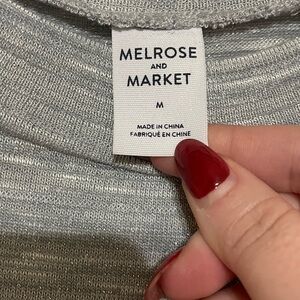 MELROSE
AND
MARKET
M
MADE IN CHINA
FABRIQUÉ EN CHINE